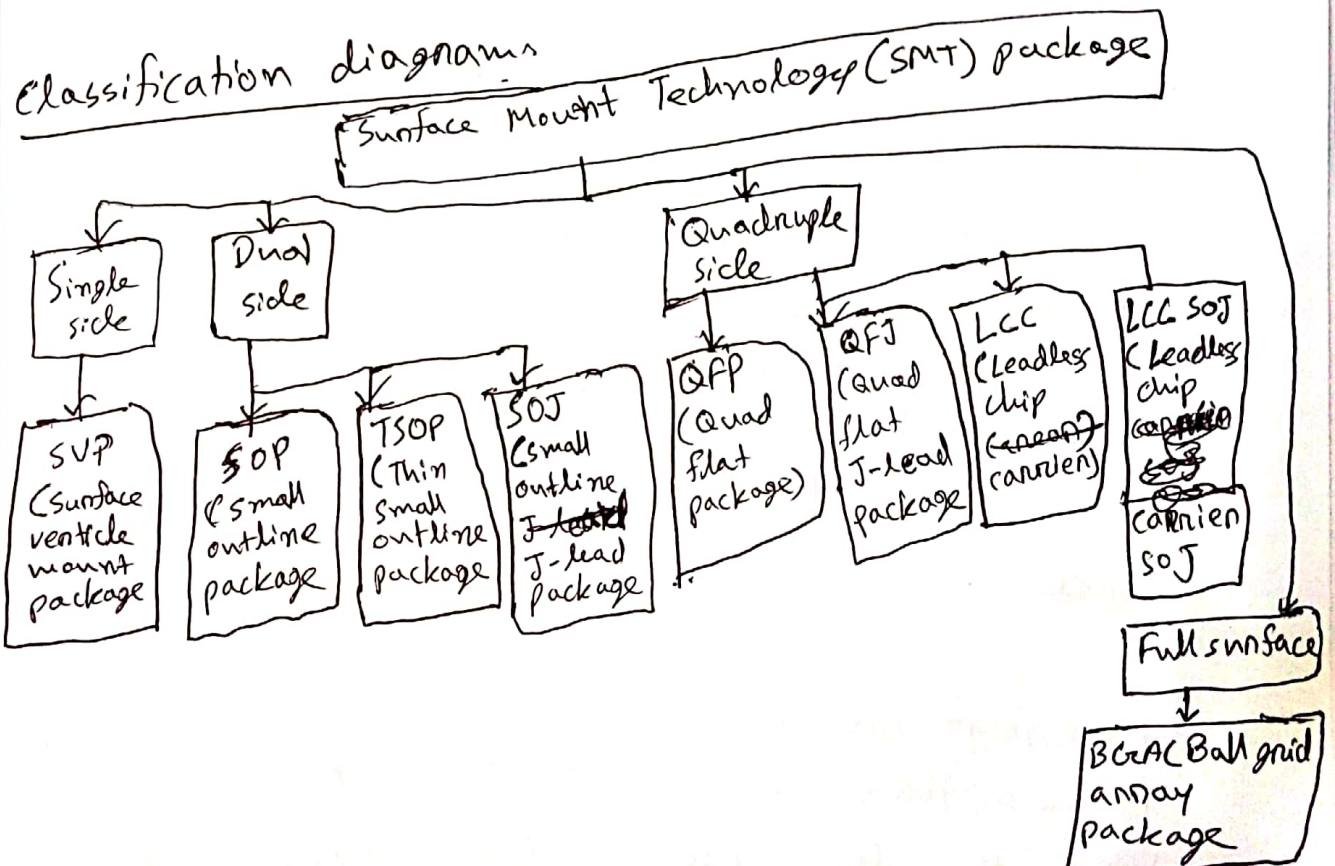 Classification diagrams
Surface Mount Technology (SMT) package
Single
side
Dual
side
Quadruple
side
SVP
(Surface
verticle
mount
package
SOP
(small
outline
package
TSOP
(Thin
small
outline
package
SOJ
(small
outline
J-lead
package
QFP
(Quad
flat
package)
QFJ
(Quad
flat
J-lead
package
LCC
(Leadless
chip
carrier)
LCC SOJ
(Leadless
chip
carrier
SOJ
Full surface
BGA(Ball grid
array
package